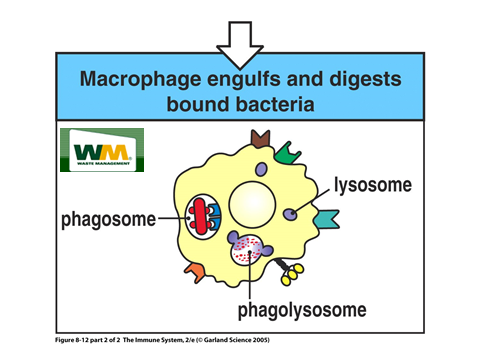 Macrophage engulfs and digests
bound bacteria
WM
WASTE MANAGEMENT
lysosome
phagosome
phagolysosome
Figure 8-12 part 2 of 2 The Immune System, 2/e (© Garland Science 2005)